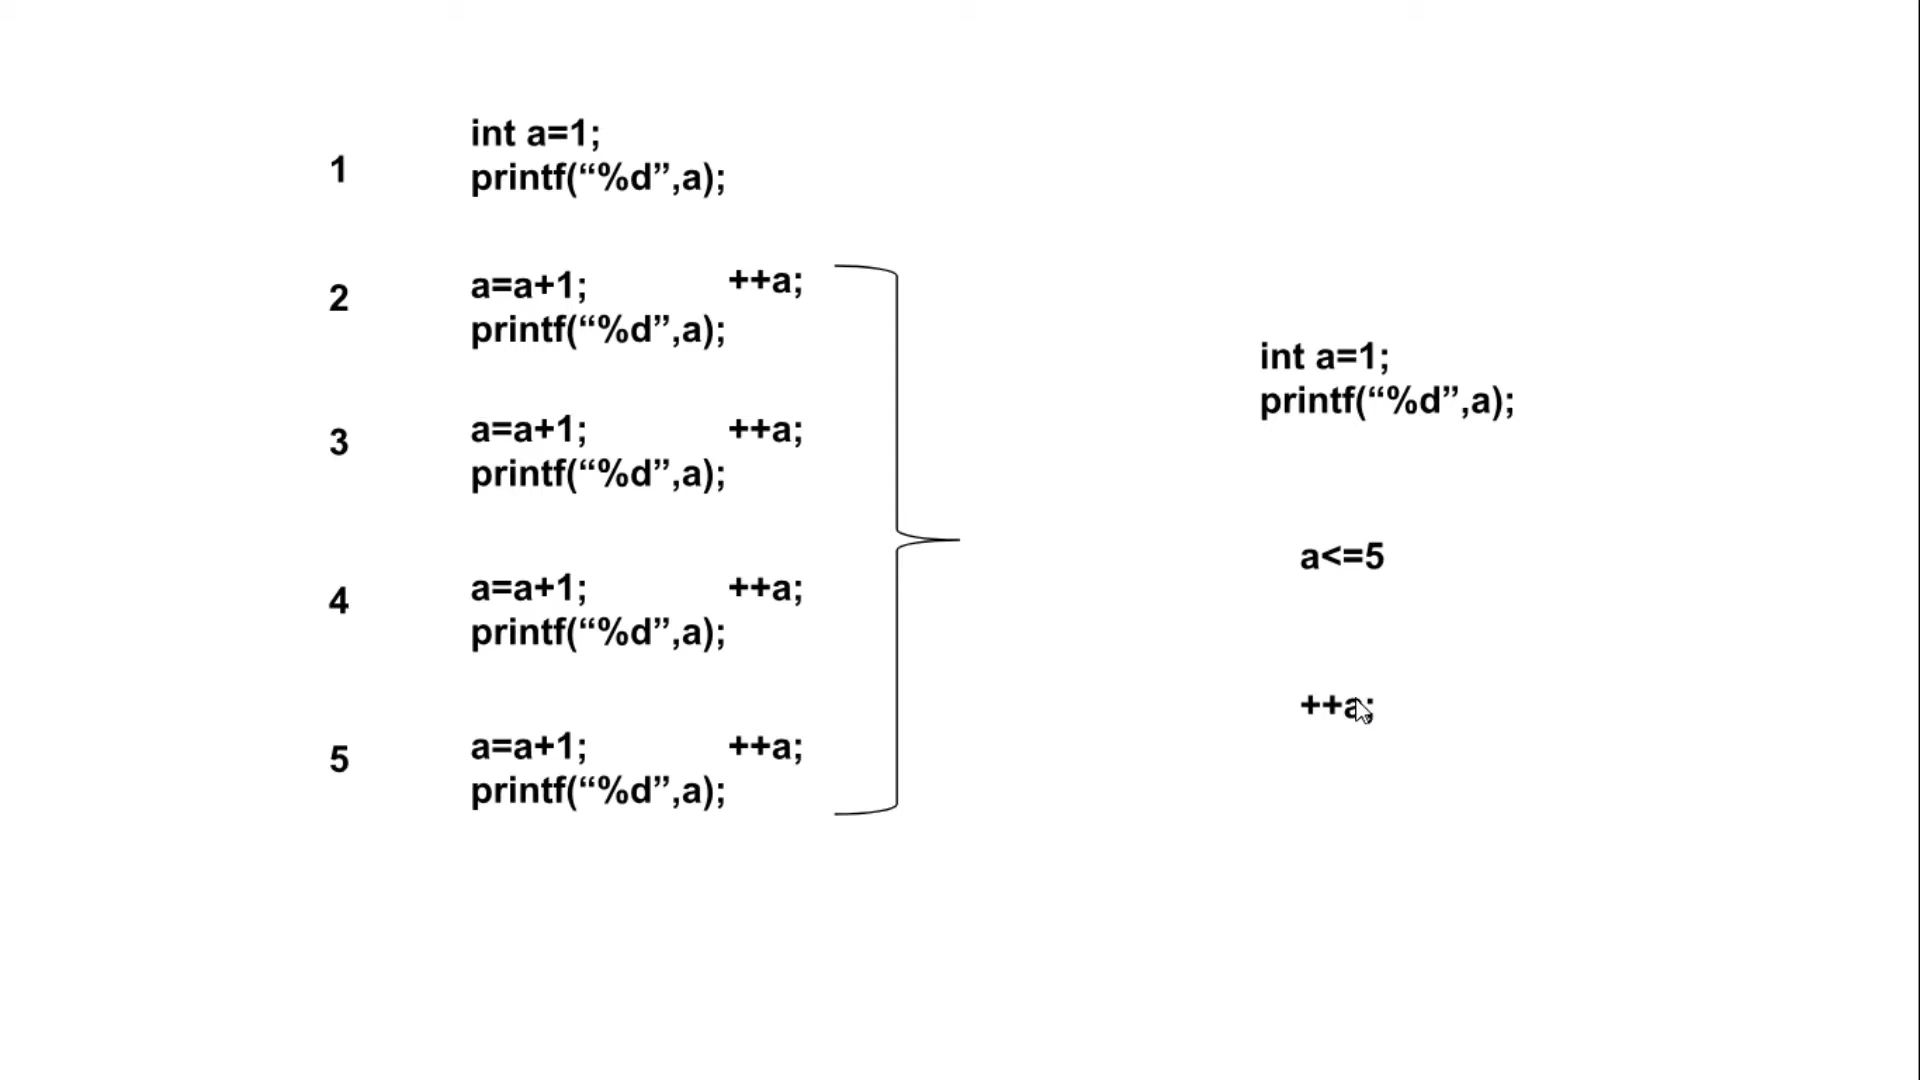 1
int a=1;
printf(“%d”,a);
2
a=a+1; ++a;
printf(“%d”,a);
3
a=a+1; ++a;
printf(“%d”,a);
4
a=a+1; ++a;
printf(“%d”,a);
5
a=a+1; ++a;
printf(“%d”,a);
int a=1;
printf(“%d”,a);
a<=5
++a;